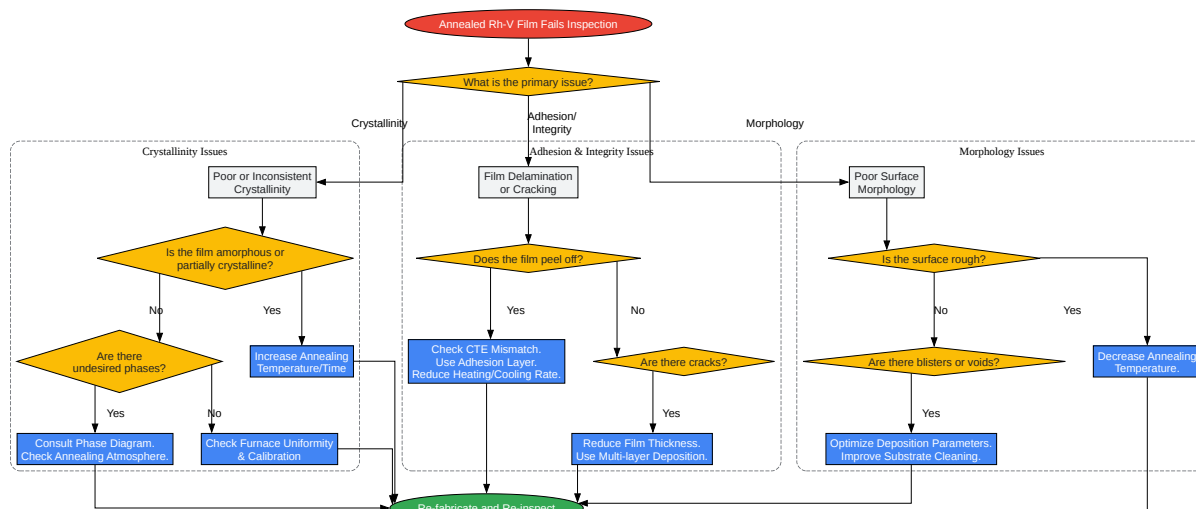 Annealed Rh-V Film Fails Inspection
What is the primary issue?
Crystallinity
Adhesion/
Integrity
Morphology
Crystallinity Issues
Adhesion & Integrity Issues
Morphology Issues
Poor or Inconsistent
Crystallinity
Film Delamination
or Cracking
Poor Surface
Morphology
Is the film amorphous or
partially crystalline?
Does the film peel off?
Is the surface rough?
No
Yes
Yes
No
No
Yes
Are there
undesired phases?
Increase Annealing
Temperature/Time
Check CTE Mismatch.
Use Adhesion Layer.
Reduce Heating/Cooling Rate.
Are there cracks?
Are there blisters or voids?
Decrease Annealing
Temperature.
Yes
No
Yes
Yes
Consult Phase Diagram.
Check Annealing Atmosphere.
Check Furnace Uniformity
& Calibration
Reduce Film Thickness.
Use Multi-layer Deposition.
Optimize Deposition Parameters.
Improve Substrate Cleaning.
Re-fabricate and Re-inspect